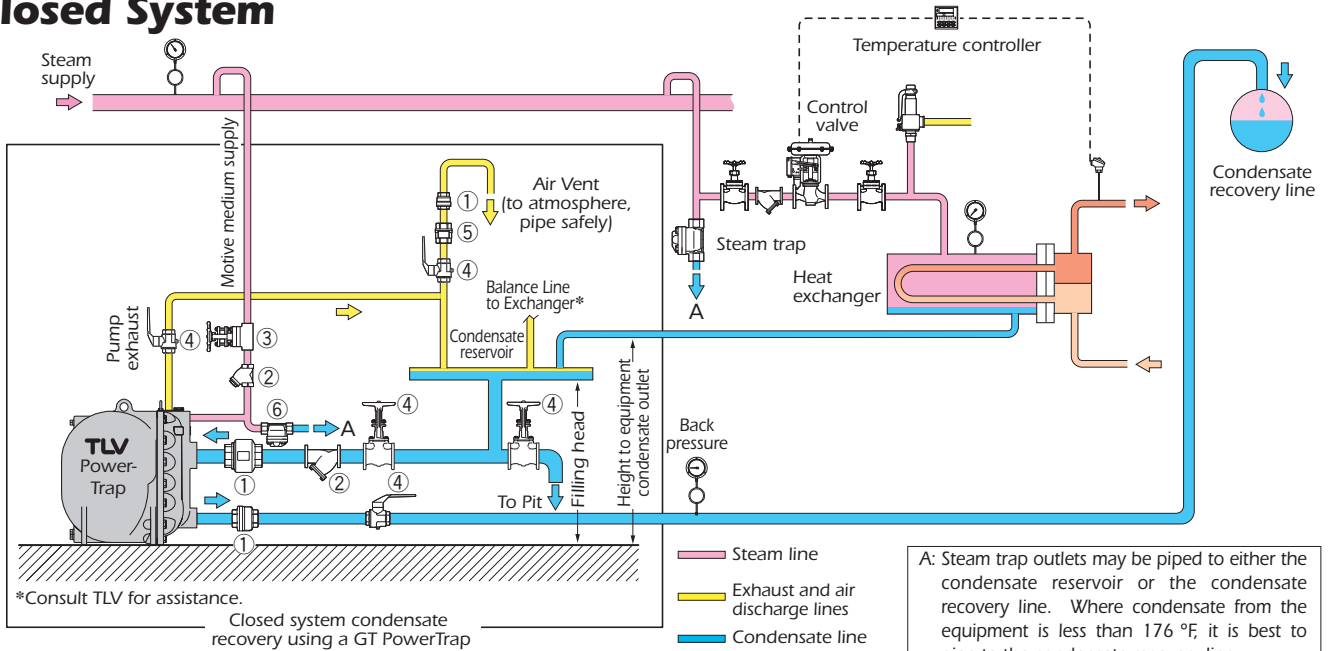 losed System
Steam
supply
Temperature controller
Control
valve
Condensate
recovery line
Motive medium supply
Air Vent
(to atmosphere,
pipe safely)
①
⑤
④
Steam trap
A
Heat
exchanger
Balance Line
to Exchanger*
Condensate
reservoir
Pump
exhaust
④
③
②
⑥
A
④
④
TLV
Power-
Trap
①
②
④
①
To Pit
Filling head
Height to equipment
condensate outlet
Back
pressure
*Consult TLV for assistance.
Closed system condensate
recovery using a GT PowerTrap
Steam line
Exhaust and air
discharge lines
Condensate line
A: Steam trap outlets may be piped to either the
condensate reservoir or the condensate
recovery line. Where condensate from the
equipment is less than 176 ºF, it is best to